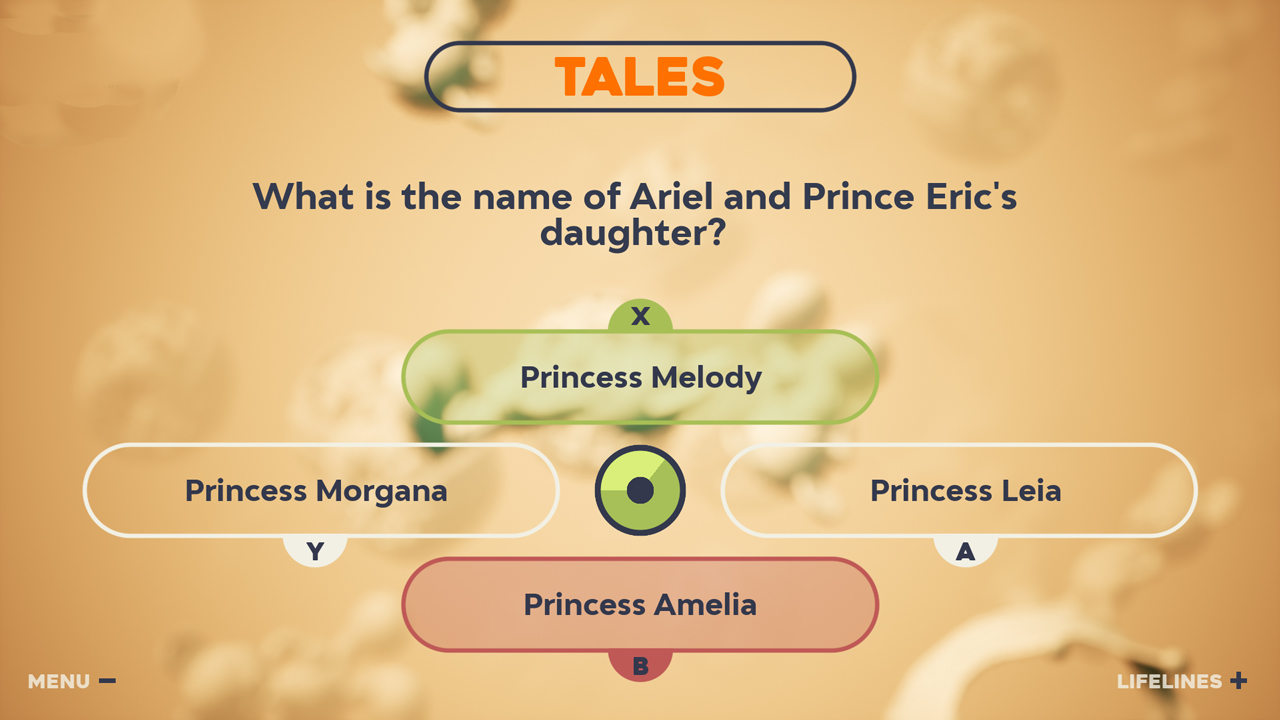 TALES
What is the name of Ariel and Prince Eric's
daughter?
X
Princess Melody
Princess Morgana
Y
Princess Leia
A
Princess Amelia
B
MENU
LIFELINES